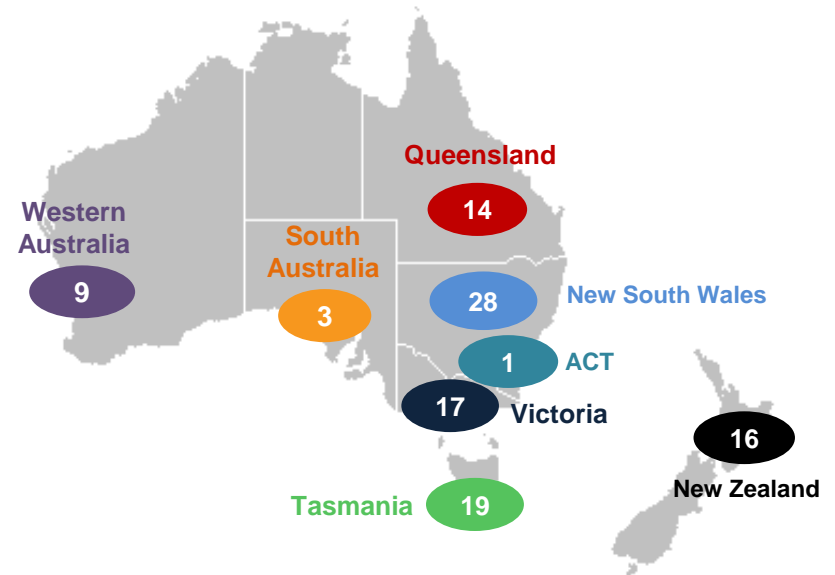 Queensland
14
Western
Australia
9
South
Australia
3
New South Wales
28
1
ACT
17
Victoria
16
New Zealand
Tasmania
19